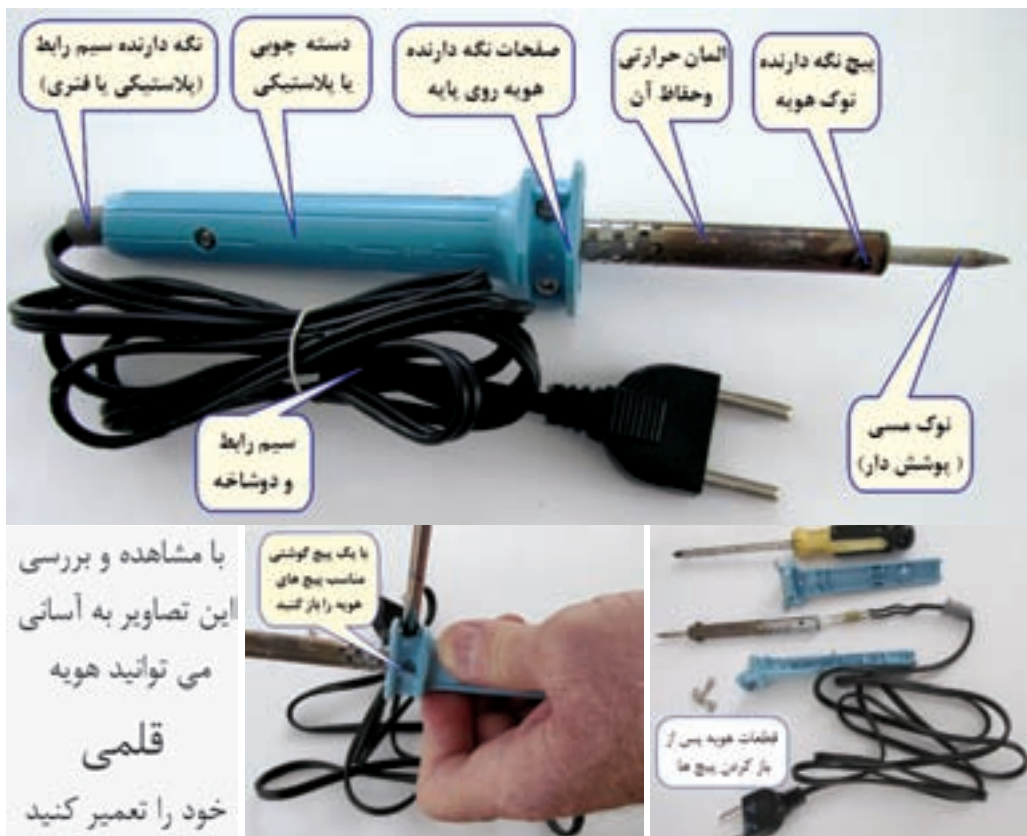 نگه دارنده سیم رابط
(پلاستیکی یا فنری)
دسته چوبی
یا پلاستیکی
صفحات نگه دارنده
هویه روی پایه
المان حرارتی
وحفاظ آن
پیچ نگه دارنده
نوک هویه
سیم رابط
و دوشاخه
نوک مسی
( پوشش دار)
با مشاهده و بررسی
این تصاویر به آسانی
می توانید هویه
قلمی
خود را تعمیر کنید
با یک پیچ گوشتی
مناسب پیچ های
هویه را باز کنید
قطعات هویه پس از
باز کردن پیچ ها